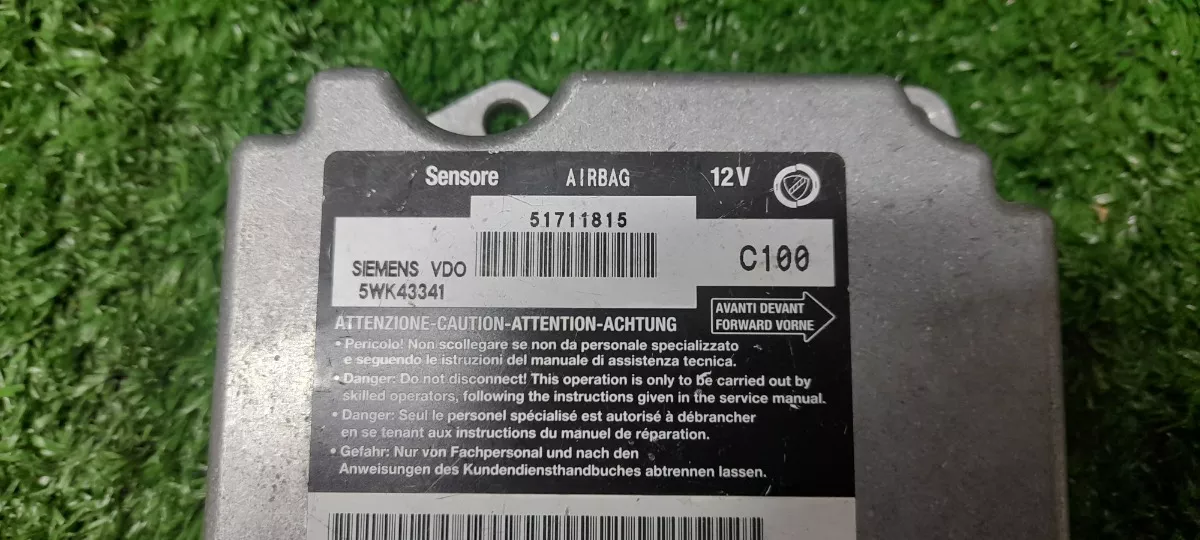 Sensore AIRBAG 12V
51711815
SIEMENS VDO
5WK43341
C100
AVANTI DEVANT
FORWARD VORNE
ATTENZIONE-CAUTION-ATTENTION-ACHTUNG
• Pericolo! Non scollegare se non da personale specializzato
e seguendo le istruzioni del manuale di assistenza tecnica.
• Danger: Do not disconnect! This operation is only to be carried out by
skilled operators, following the instructions given in the service manual.
• Danger: Seul le personel spécialisé est autorisé à débrancher
en se tenant aux instructions du manuel de réparation.
• Gefahr: Nur von Fachpersonal und nach den
Anweisungen des Kundendiensthandbuches abtrennen lassen.